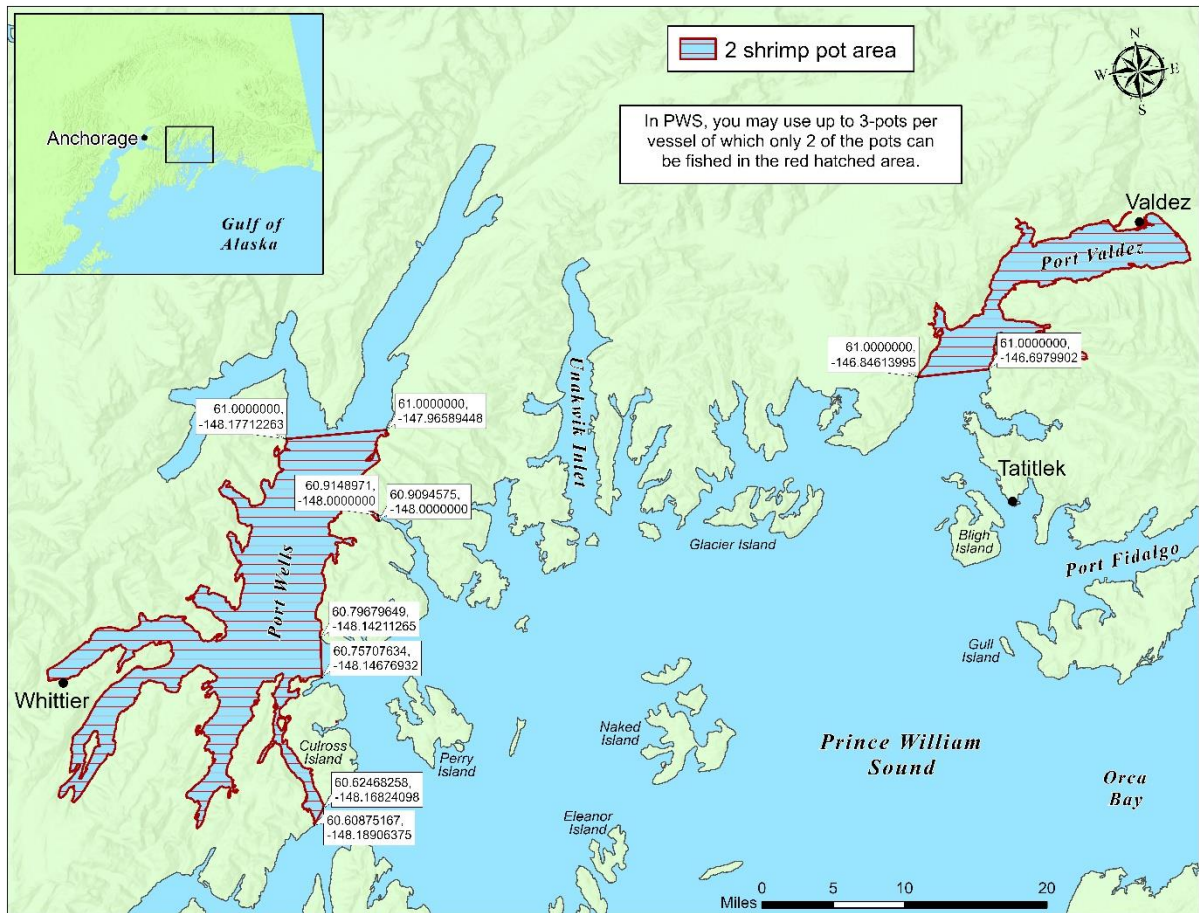 2 shrimp pot area
N
W
E
S
In PWS, you may use up to 3-pots per
vessel of which only 2 of the pots can
be fished in the red hatched area.
Anchorage
Gulf of
Alaska
Valdez
Port Valdez
61.0000000,
-146.84613995
61.0000000,
-146.6979902
61.0000000,
-148.17712263
61.0000000,
-147.96589448
Unakwik Inlet
60.9148971,
-148.0000000
60.9094575,
-148.0000000
Tatitlek
Glacier Island
Bligh
Island
Port Fidalgo
Port Wells
60.79679649,
-148.14211265
60.75707634,
-148.14676932
Gull
Island
Whittier
Culross
Island
Perry
Island
Naked
Island
Prince William
Sound
Orca
Bay
60.62468258,
-148.16824098
60.60875167,
-148.18906375
Eleanor
Island
Miles
0
5
10
20